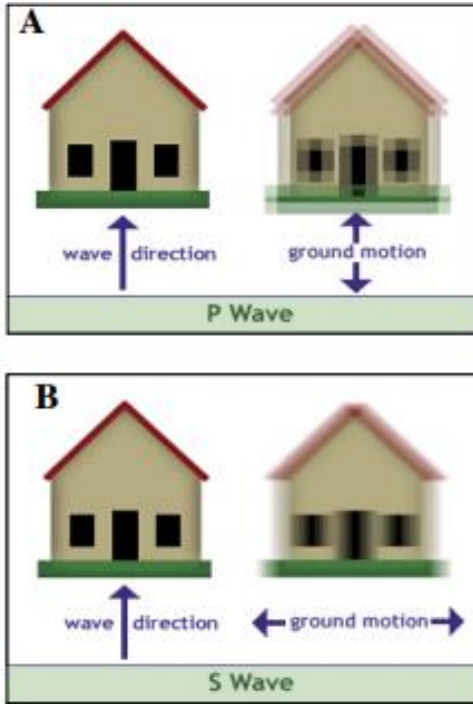 A
wave direction
ground motion
P Wave
B
wave direction
ground motion
S Wave